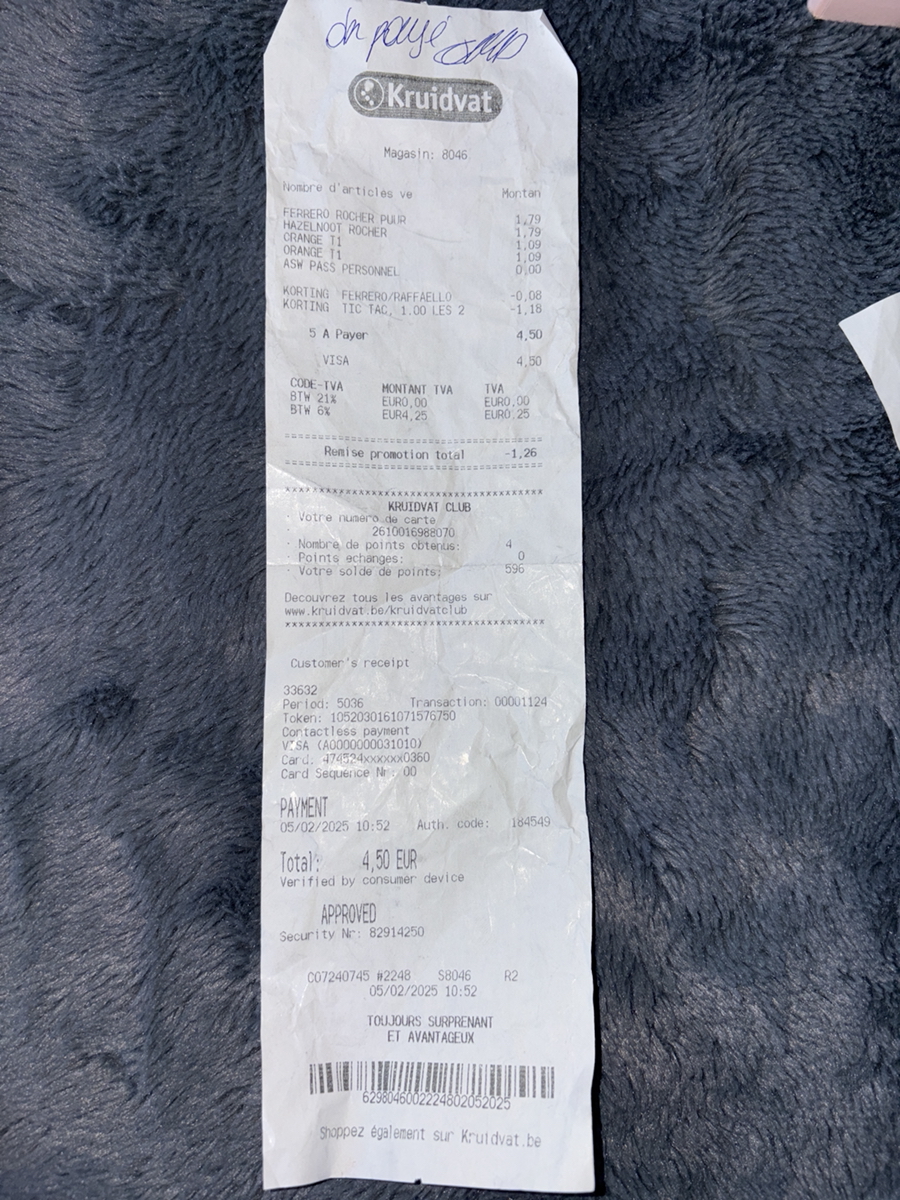 payé
Kruidvat
Magasin: 8046
Nombre d'articles ve Montan
FERRERO ROCHER PUUR 1,79
HAZELNOOT ROCHER 1,79
ORANGE T1 1,09
ORANGE T1 1,09
ASW PASS PERSONNEL 0,00
KORTING FERRERO/RAFFAELLO -0,08
KORTING TIC TAC, 1.00 LES 2 -1,18
5 A Payer 4,50
VISA 4,50
CODE-TVA MONTANT TVA TVA
BTW 21% EUR0,00 EUR0.00
BTW 6% EUR4,25 EUR0.25
Remise promotion total -1,26
KRUIDVAT CLUB
· Votre numéro de carte
· 2610016988070
· Nombre de points obtenus: 4
· Points echanges: 0
· Votre solde de points: 596
Decouvrez tous les avantages sur
www.kruidvat.be/kruidvatclub
Customer's receipt
33632
Period: 5036 Transaction: 00001124
Token: 1052030161071576750
Contactless payment
VISA (A0000000031010)
Card: 474524xxxxxx0360
Card Sequence Nr: 00
PAYMENT
05/02/2025 10:52 Auth. code: 184549
Total: 4,50 EUR
Verified by consumer device
APPROVED
Security Nr: 82914250
C07240745 #2248 S8046 R2
05/02/2025 10:52
TOUJOURS SURPRENANT
ET AVANTAGEUX
6298046002224802052025
Shoppez également sur Kruidvat.be